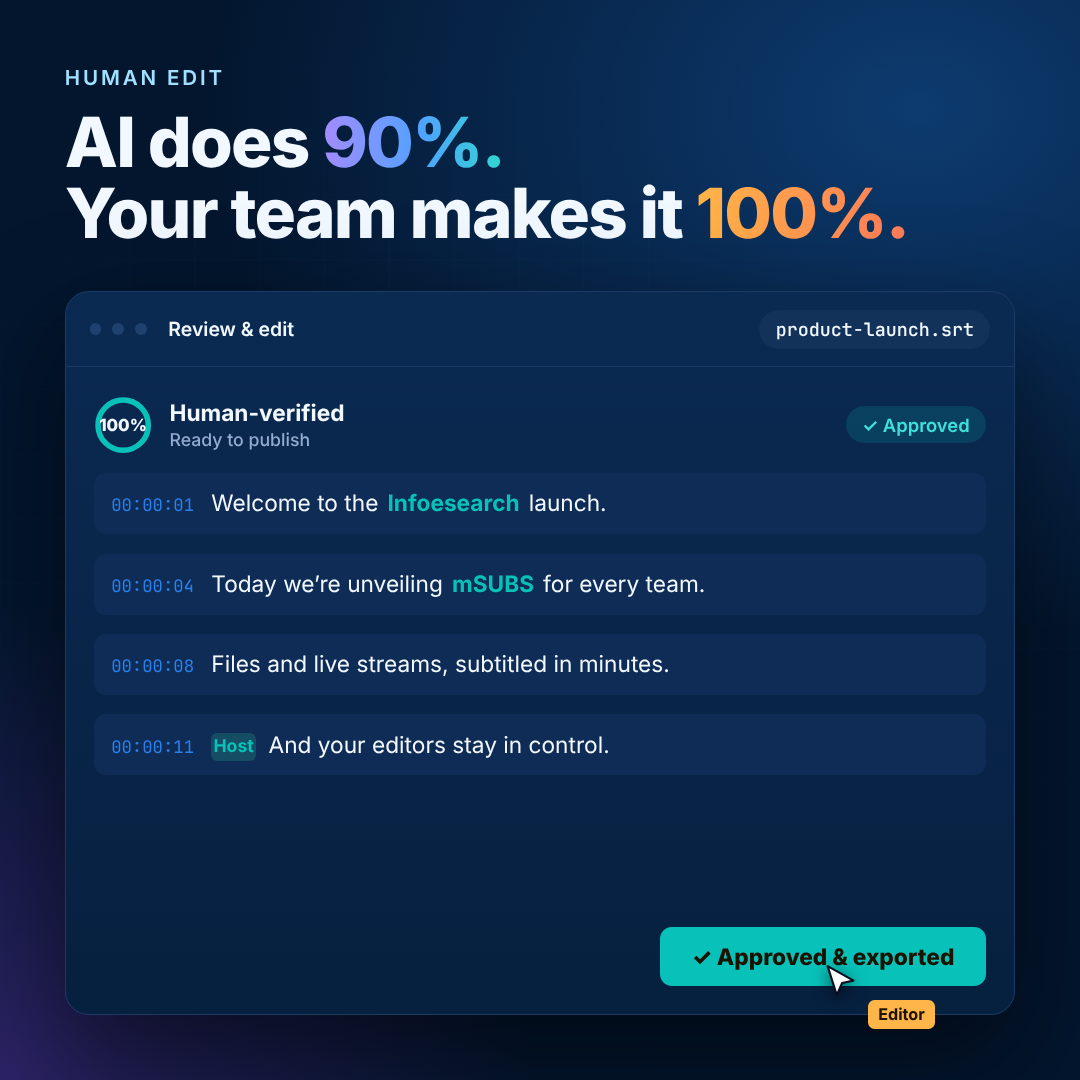 HUMAN EDIT
AI does 90%.
Your team makes it 100%.
Review & edit
product-launch.srt
100%
Human-verified
Ready to publish
✓ Approved
00:00:01 Welcome to the Infoesearch launch.
00:00:04 Today we’re unveiling mSUBS for every team.
00:00:08 Files and live streams, subtitled in minutes.
00:00:11 Host And your editors stay in control.
✓ Approved & exported
Editor